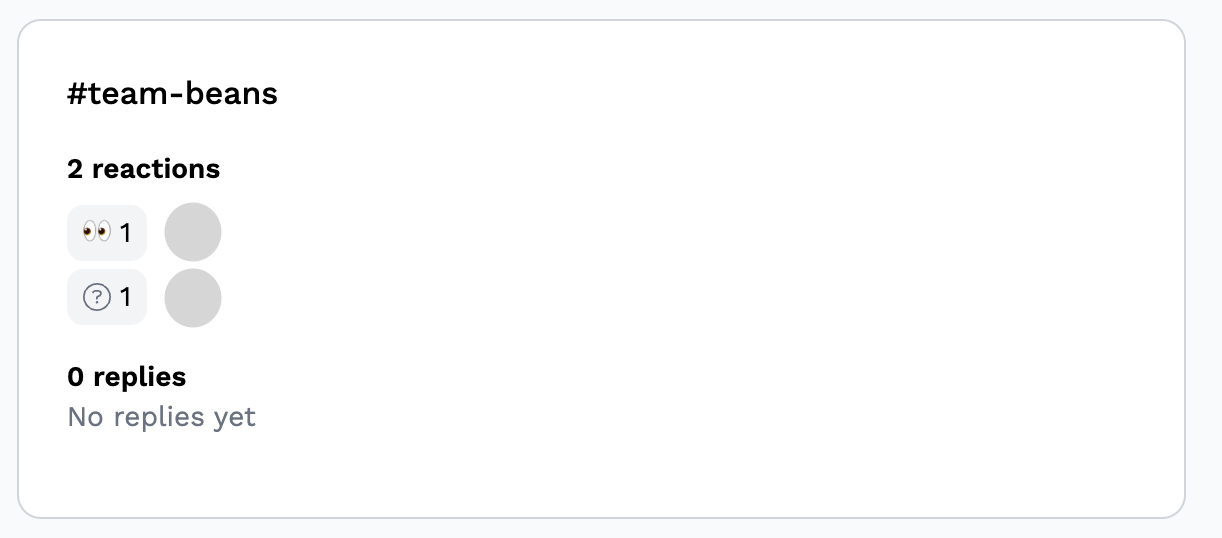 #team-beans
2 reactions
👀 1
? 1
0 replies
No replies yet